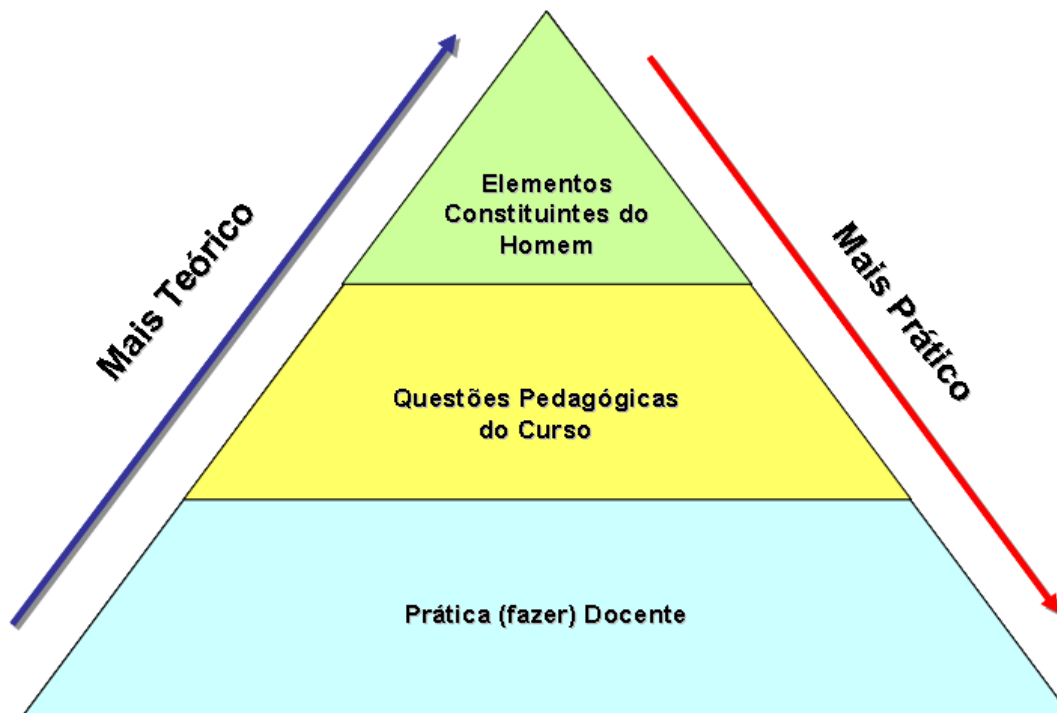 Elementos
Constituintes do
Homem
Mais Teórico
Mais Prático
Questões Pedagógicas
do Curso
Prática (fazer) Docente